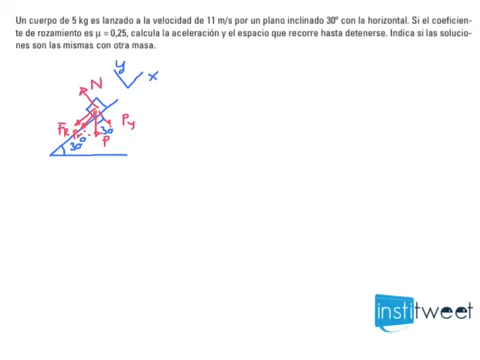 Un cuerpo de 5 kg es lanzado a la velocidad de 11 m/s por un plano inclinado 30º con la horizontal. Si el coeficien-
te de rozamiento es μ = 0,25, calcula la aceleración y el espacio que recorre hasta detenerse. Indica si las solucio-
nes son las mismas con otra masa.
y
x
N
FR
Px
30
Py
P
30º
institweet